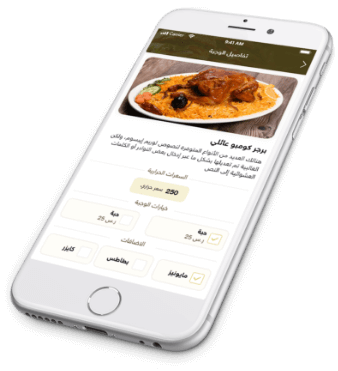 Carrier
9:41 AM
تفاصيل الوجبة
برجر كومبو عائلي
هنالك العديد من الأنواع المتوفرة لنصوص لوريم إيبسوم، ولكن
الغالبية تم تعديلها بشكل ما عبر إدخال بعض النوادر أو الكلمات
العشوائية إلى النص
السعرات الحرارية
250 سعر حراري
خيارات الوجبة
حبة
ر.س 25
حبة
ر.س 25
الاضافات
مايونيز
بطاطس
كايزر